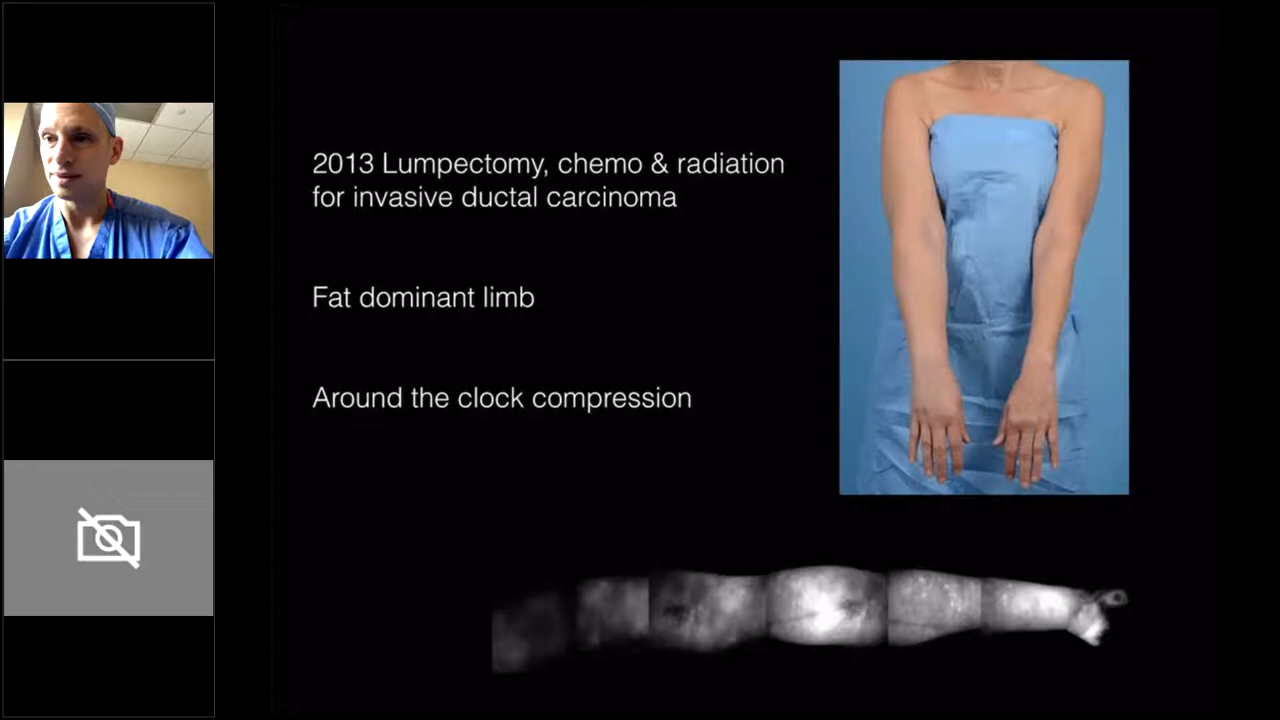 2013 Lumpectomy, chemo & radiation
for invasive ductal carcinoma
Fat dominant limb
Around the clock compression